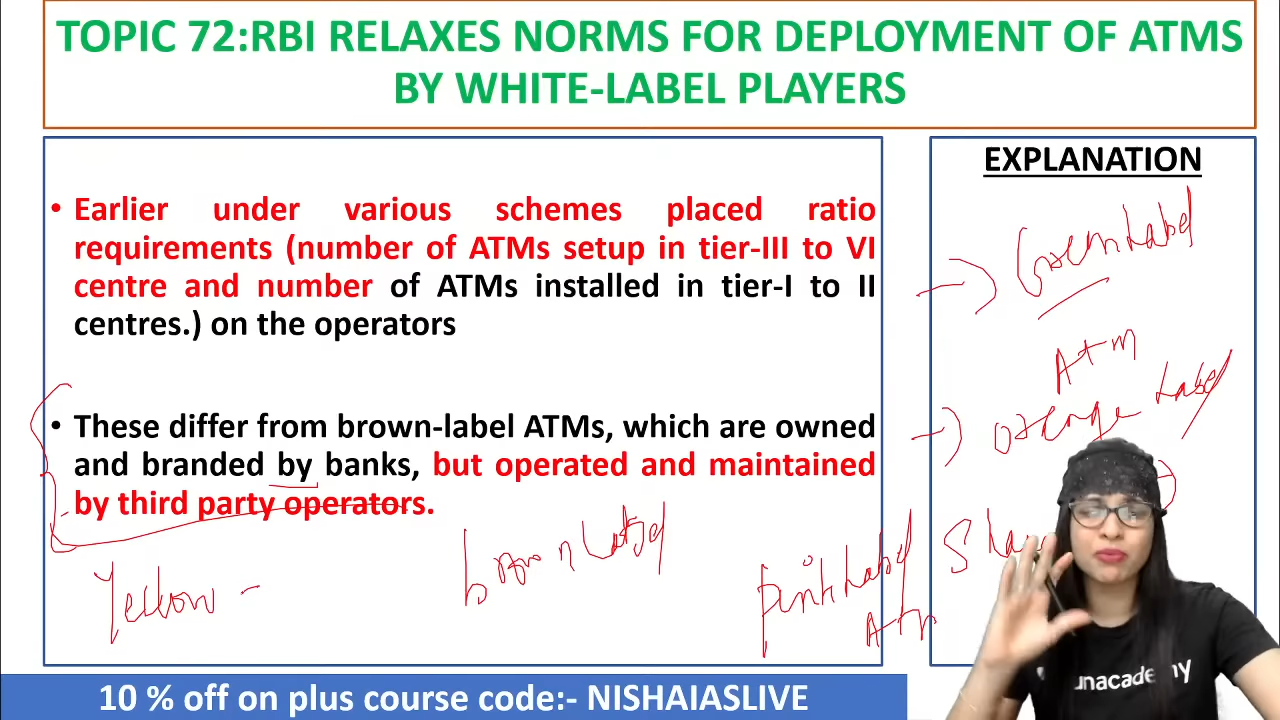 TOPIC 72:RBI RELAXES NORMS FOR DEPLOYMENT OF ATMS
BY WHITE-LABEL PLAYERS
• Earlier under various schemes placed ratio
requirements (number of ATMs setup in tier-III to VI
centre and number of ATMs installed in tier-I to II
centres.) on the operators
• These differ from brown-label ATMs, which are owned
and branded by banks, but operated and maintained
by third party operators.
Yellow -
brown Label
Pink Label
Atm
EXPLANATION
Green Label
Atm
orange Label
unacademy
10 % off on plus course code:- NISHAIASLIVE